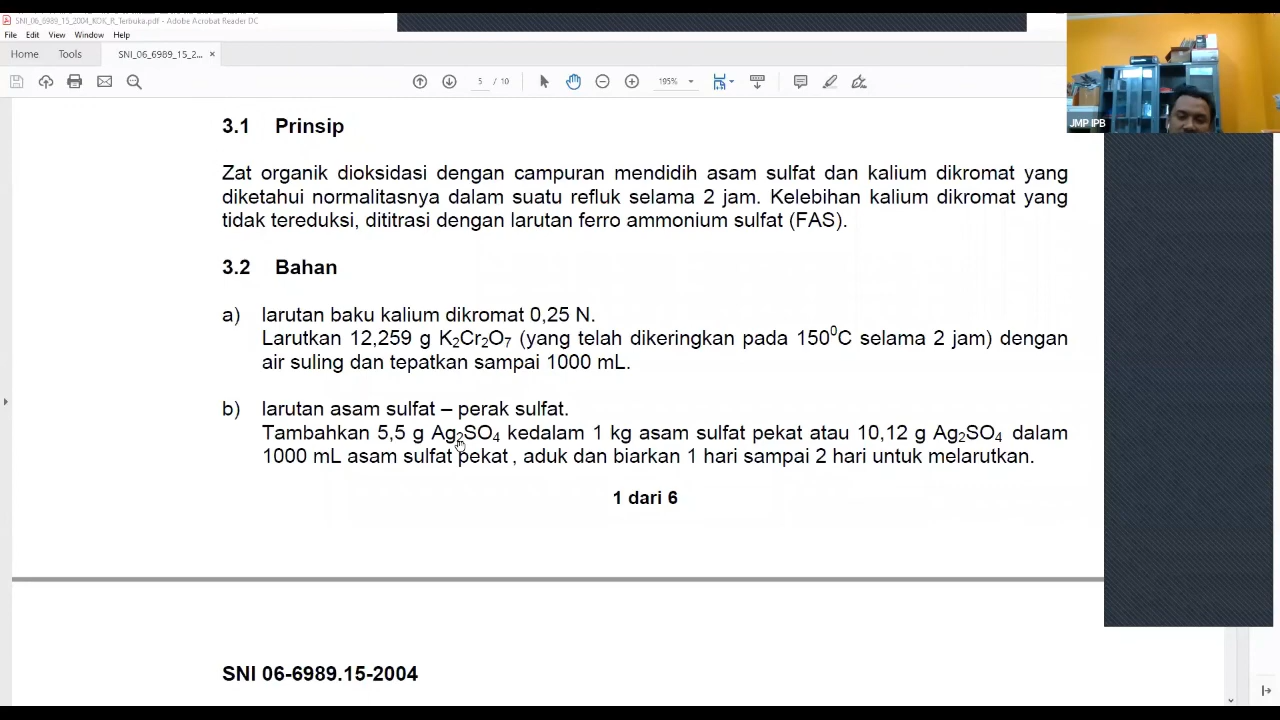 SNI_06_6989_15_2004_KOK_R_Terbuka.pdf - Adobe Acrobat Reader DC
File Edit View Window Help
Home Tools SNI_06_6989_15_2... ×
5 / 10 195%
JMP IPB
3.1 Prinsip
Zat organik dioksidasi dengan campuran mendidih asam sulfat dan kalium dikromat yang
diketahui normalitasnya dalam suatu refluk selama 2 jam. Kelebihan kalium dikromat yang
tidak tereduksi, dititrasi dengan larutan ferro ammonium sulfat (FAS).
3.2 Bahan
a) larutan baku kalium dikromat 0,25 N.
Larutkan 12,259 g K₂Cr₂O₇ (yang telah dikeringkan pada 150⁰C selama 2 jam) dengan
air suling dan tepatkan sampai 1000 mL.
b) larutan asam sulfat – perak sulfat.
Tambahkan 5,5 g Ag₂SO₄ kedalam 1 kg asam sulfat pekat atau 10,12 g Ag₂SO₄ dalam
1000 mL asam sulfat pekat , aduk dan biarkan 1 hari sampai 2 hari untuk melarutkan.
1 dari 6
SNI 06-6989.15-2004